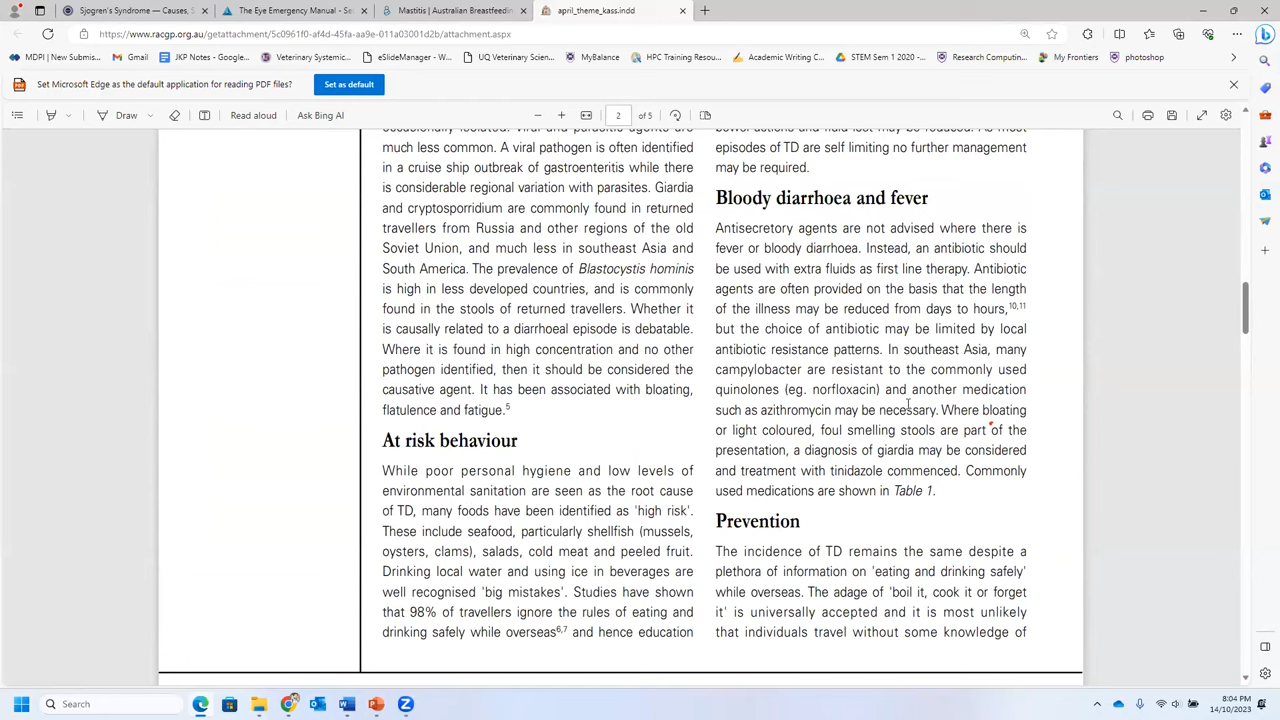 Sjogren's Syndrome — Causes, S
The Eye Emergency Manual - Se
Mastitis | Australian Breastfeedin
april_theme_kass.indd
https://www.racgp.org.au/getattachment/5c0961f0-af4d-45fa-aa9e-011a03001d2b/attachment.aspx
MDPI | New Submis...
Gmail
JKP Notes - Google...
Veterinary Systemic...
eSlideManager - W...
UQ Veterinary Scien...
MyBalance
HPC Training Resou...
Academic Writing C...
STEM Sem 1 2020 -...
Research Computin...
My Frontiers
photoshop
Set Microsoft Edge as the default application for reading PDF files?
Set as default
Draw
Read aloud
Ask Bing AI
2
of 5
occasionally isolated. Viral and parasitic agents are
much less common. A viral pathogen is often identified
in a cruise ship outbreak of gastroenteritis while there
is considerable regional variation with parasites. Giardia
and cryptosporridium are commonly found in returned
travellers from Russia and other regions of the old
Soviet Union, and much less in southeast Asia and
South America. The prevalence of Blastocystis hominis
is high in less developed countries, and is commonly
found in the stools of returned travellers. Whether it
is causally related to a diarrhoeal episode is debatable.
Where it is found in high concentration and no other
pathogen identified, then it should be considered the
causative agent. It has been associated with bloating,
flatulence and fatigue.5
At risk behaviour
While poor personal hygiene and low levels of
environmental sanitation are seen as the root cause
of TD, many foods have been identified as 'high risk'.
These include seafood, particularly shellfish (mussels,
oysters, clams), salads, cold meat and peeled fruit.
Drinking local water and using ice in beverages are
well recognised 'big mistakes'. Studies have shown
that 98% of travellers ignore the rules of eating and
drinking safely while overseas6,7 and hence education
bowel actions and fluid lost may be reduced. As most
episodes of TD are self limiting no further management
may be required.
Bloody diarrhoea and fever
Antisecretory agents are not advised where there is
fever or bloody diarrhoea. Instead, an antibiotic should
be used with extra fluids as first line therapy. Antibiotic
agents are often provided on the basis that the length
of the illness may be reduced from days to hours,10,11
but the choice of antibiotic may be limited by local
antibiotic resistance patterns. In southeast Asia, many
campylobacter are resistant to the commonly used
quinolones (eg. norfloxacin) and another medication
such as azithromycin may be necessary. Where bloating
or light coloured, foul smelling stools are part of the
presentation, a diagnosis of giardia may be considered
and treatment with tinidazole commenced. Commonly
used medications are shown in Table 1.
Prevention
The incidence of TD remains the same despite a
plethora of information on 'eating and drinking safely'
while overseas. The adage of 'boil it, cook it or forget
it' is universally accepted and it is most unlikely
that individuals travel without some knowledge of
Search
8:04 PM
14/10/2023